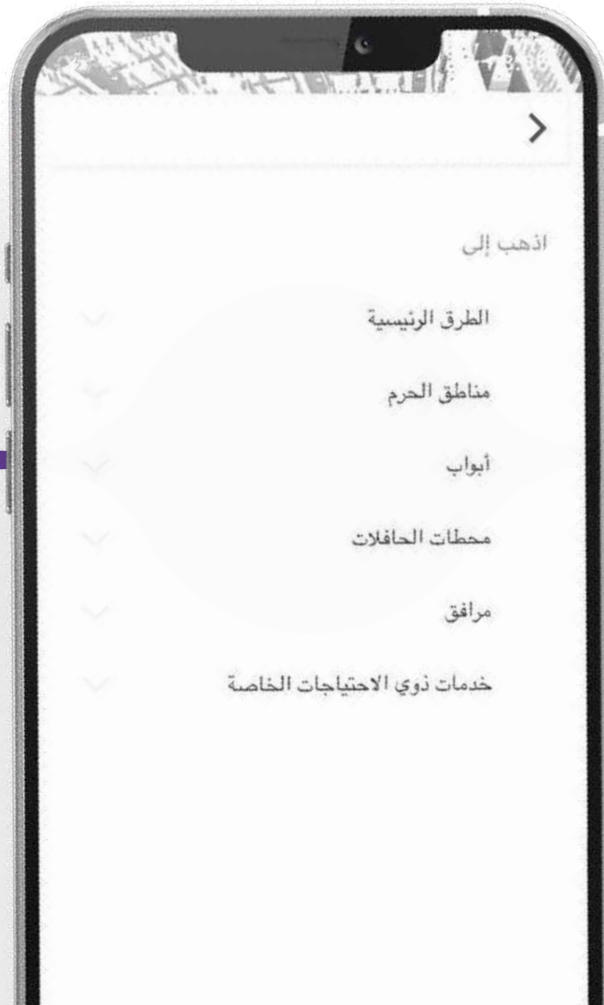 اذهب إلى
الطرق الرئيسية
مناطق الحرم
أبواب
محطات الحافلات
مرافق
خدمات ذوي الاحتياجات الخاصة